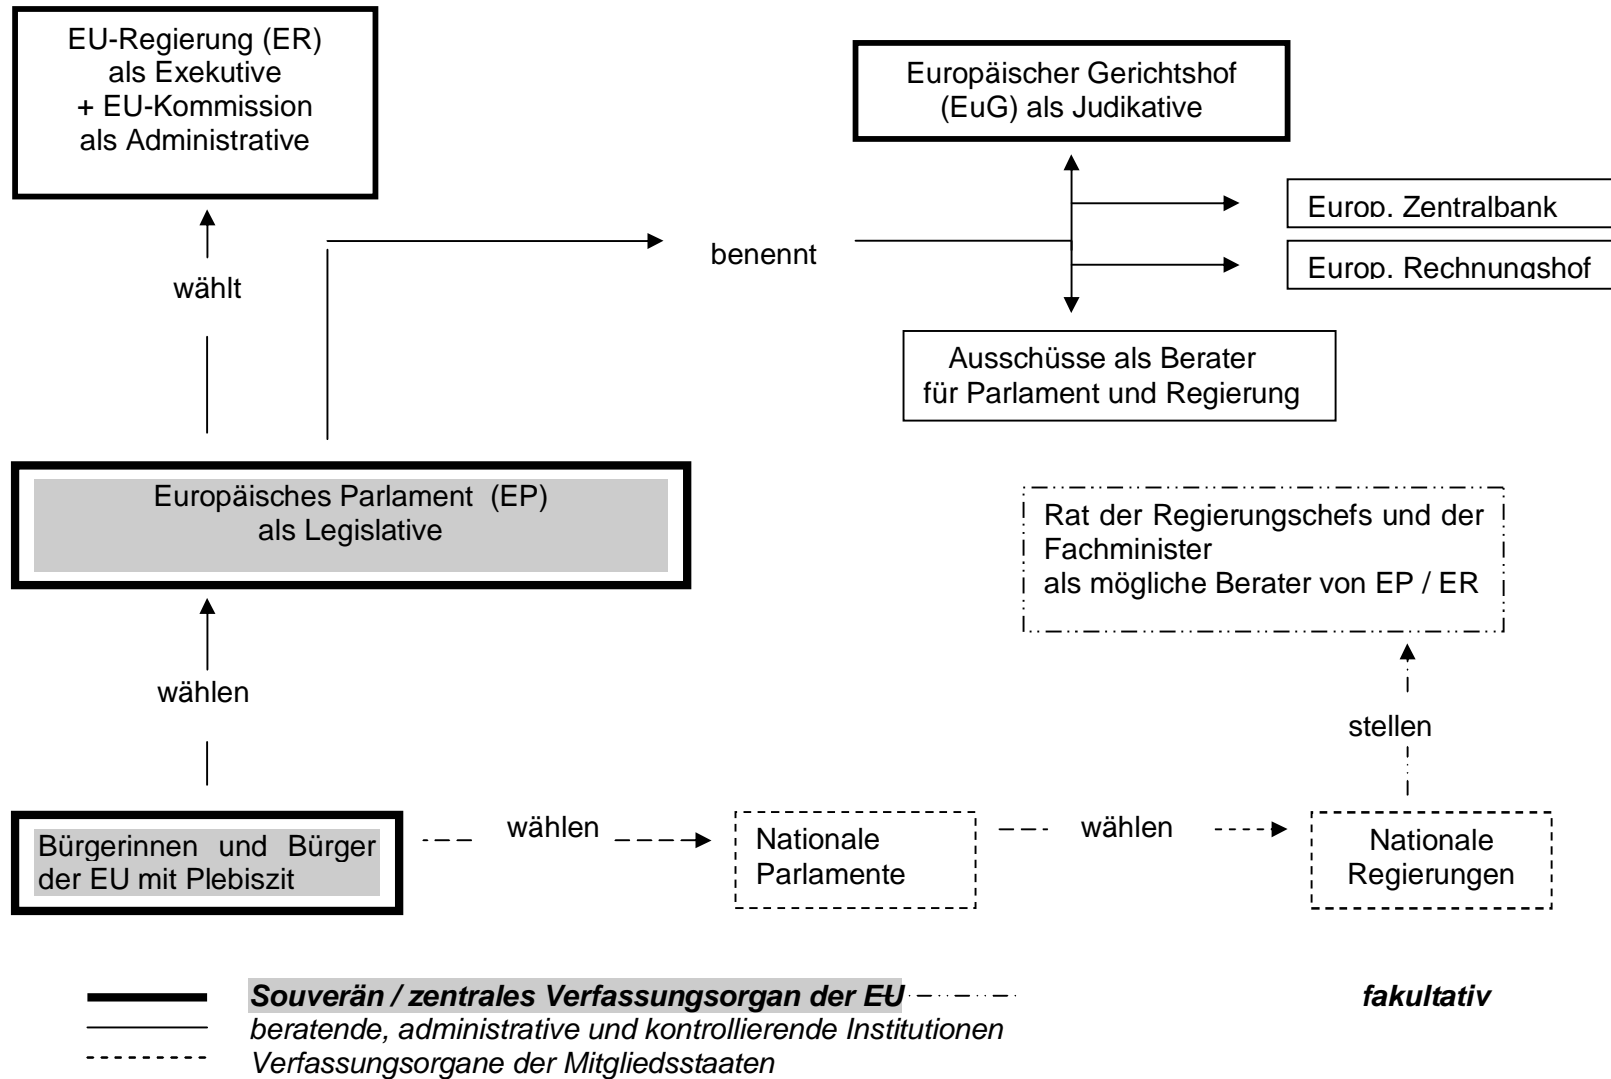 EU-Regierung (ER)
als Exekutive
+ EU-Kommission
als Administrative
Europäischer Gerichtshof
(EuG) als Judikative
Europ. Zentralbank
Europ. Rechnungshof
wählt
benennt
Ausschüsse als Berater
für Parlament und Regierung
Europäisches Parlament (EP)
als Legislative
Rat der Regierungschefs und der
Fachminister
als mögliche Berater von EP / ER
wählen
stellen
Bürgerinnen und Bürger
der EU mit Plebiszit
wählen
Nationale
Parlamente
wählen
Nationale
Regierungen
Souverän / zentrales Verfassungsorgan der EU
fakultativ
beratende, administrative und kontrollierende Institutionen
Verfassungsorgane der Mitgliedsstaaten